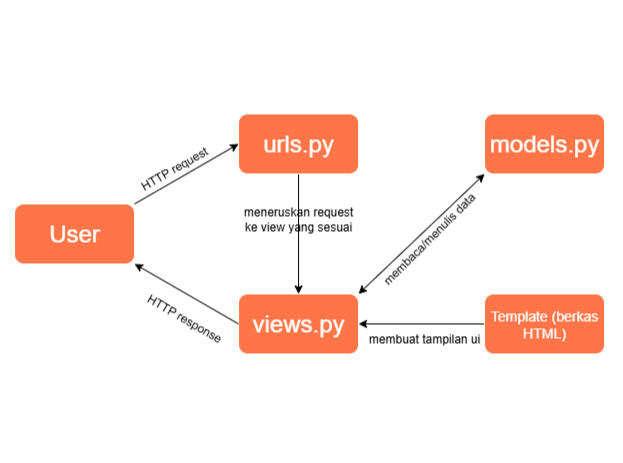 urls.py
models.py
HTTP request
meneruskan request
ke view yang sesuai
membaca/menulis data
User
HTTP response
views.py
membuat tampilan ui
Template (berkas
HTML)